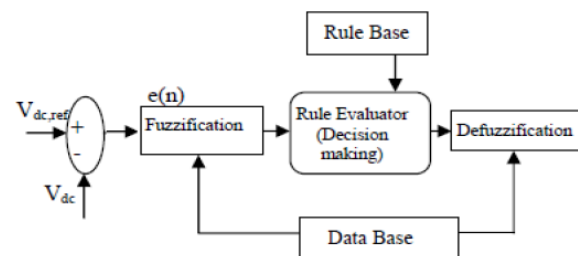 Rule Base
e(n)
V_dc,ref
+
-
Fuzzification
Rule Evaluator
(Decision
making)
Defuzzification
V_dc
Data Base